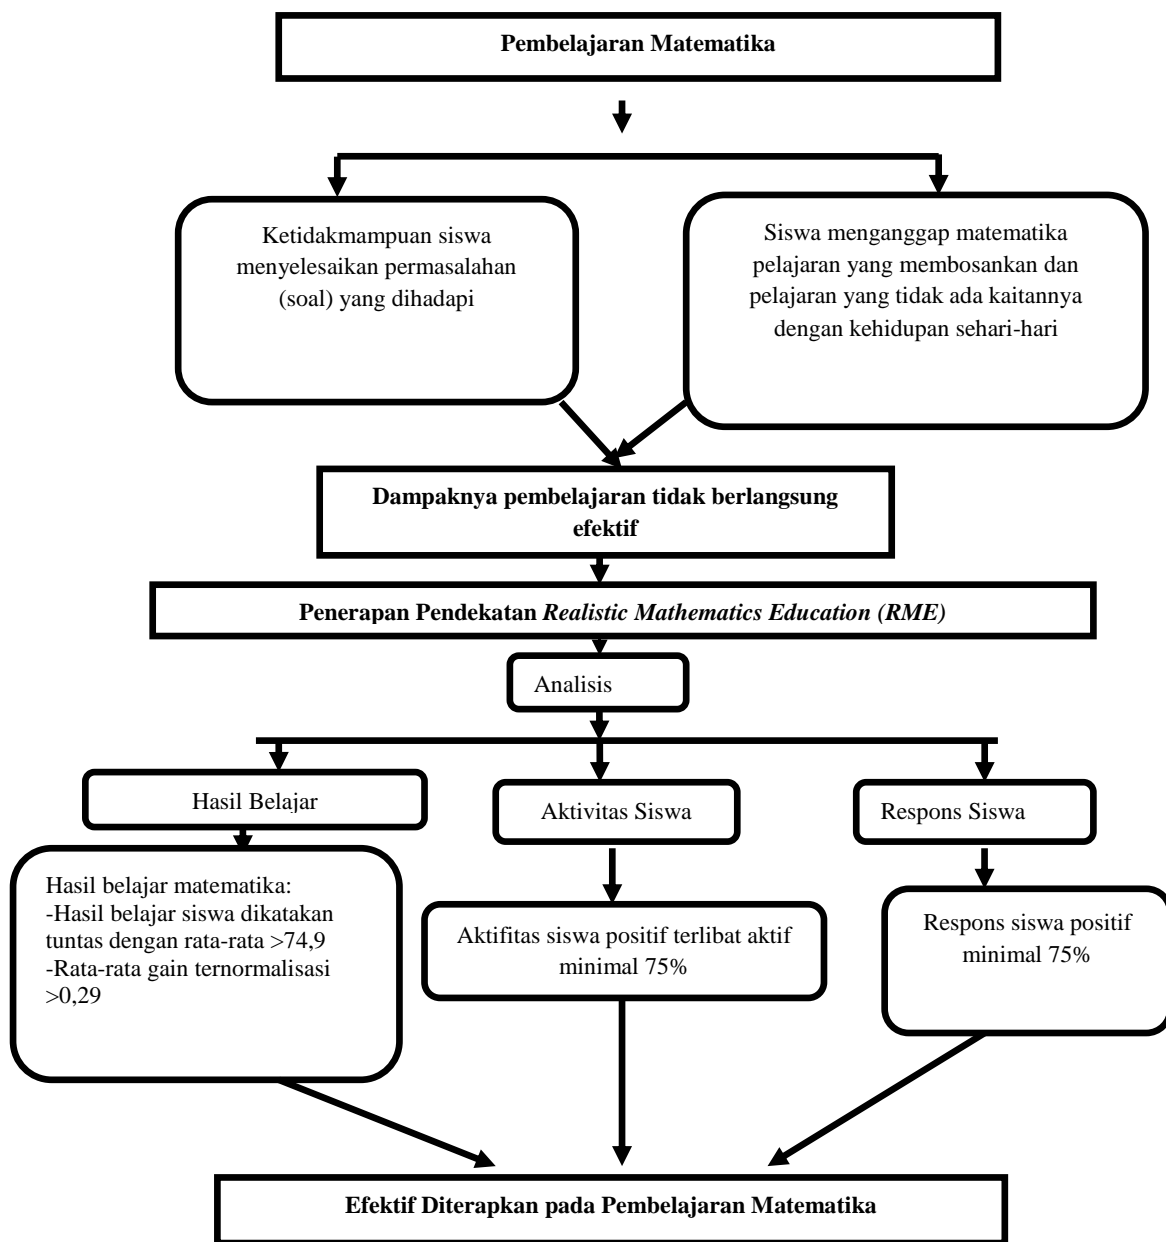 Pembelajaran Matematika
Ketidakmampuan siswa
menyelesaikan permasalahan
(soal) yang dihadapi
Siswa menganggap matematika
pelajaran yang membosankan dan
pelajaran yang tidak ada kaitannya
dengan kehidupan sehari-hari
Dampaknya pembelajaran tidak berlangsung
efektif
Penerapan Pendekatan Realistic Mathematics Education (RME)
Analisis
Hasil Belajar
Aktivitas Siswa
Respons Siswa
Hasil belajar matematika:
-Hasil belajar siswa dikatakan
tuntas dengan rata-rata >74,9
-Rata-rata gain ternormalisasi
>0,29
Aktifitas siswa positif terlibat aktif
minimal 75%
Respons siswa positif
minimal 75%
Efektif Diterapkan pada Pembelajaran Matematika